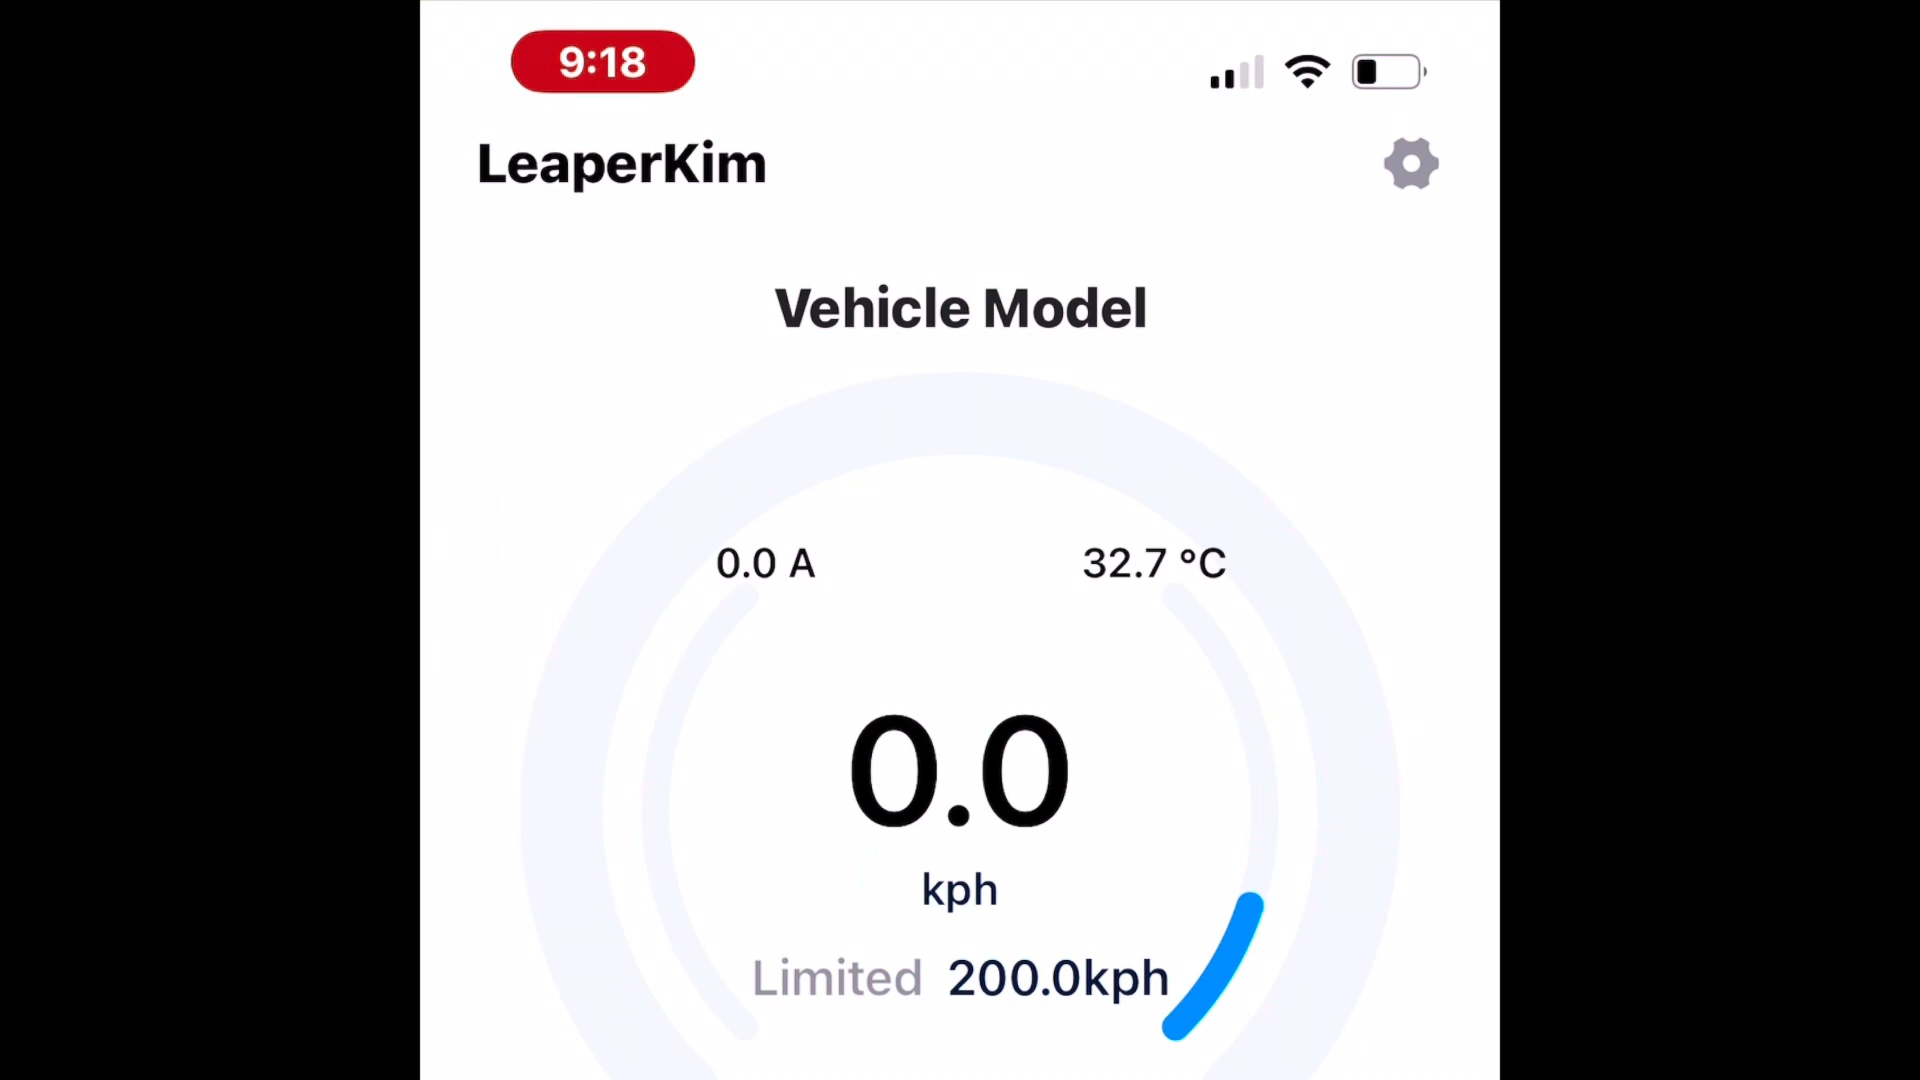 9:18
LeaperKim
Vehicle Model
0.0 A
32.7 °C
0.0
kph
Limited 200.0kph